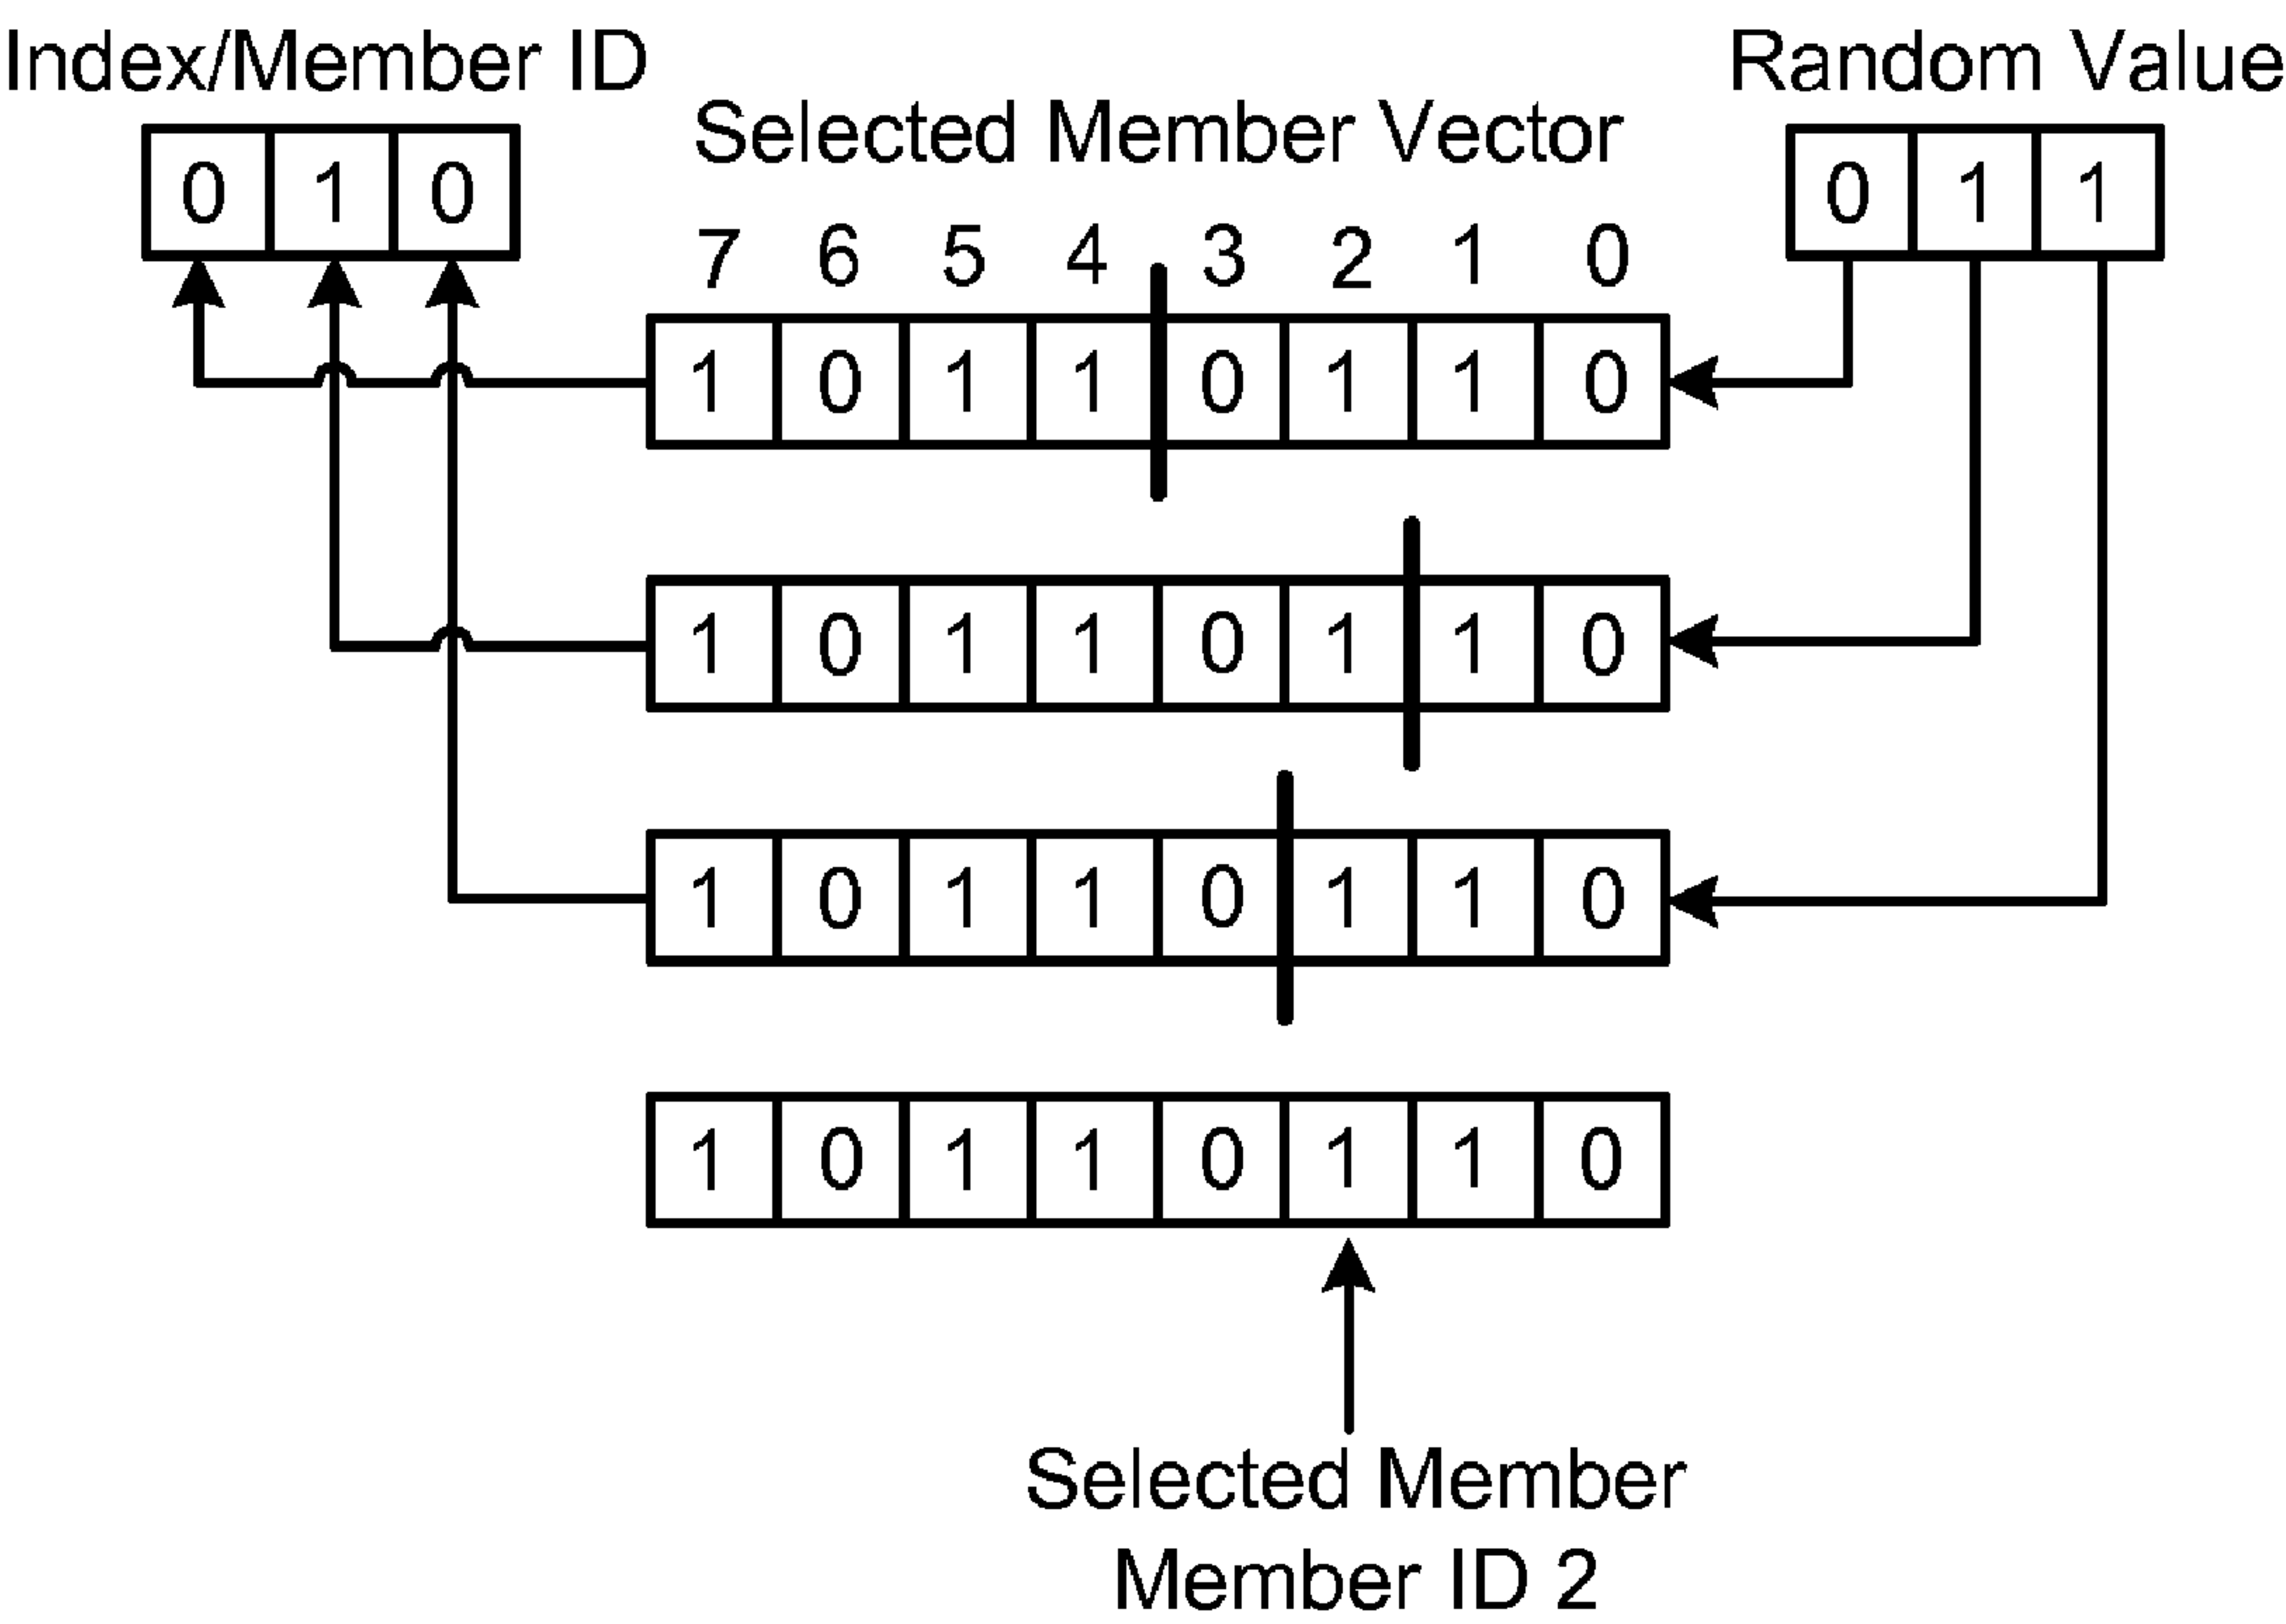 Index/Member ID
Random Value
Selected Member Vector
0 1 0
0 1 1
7 6 5 4 3 2 1 0
1 0 1 1 0 1 1 0
1 0 1 1 0 1 1 0
1 0 1 1 0 1 1 0
1 0 1 1 0 1 1 0
Selected Member
Member ID 2